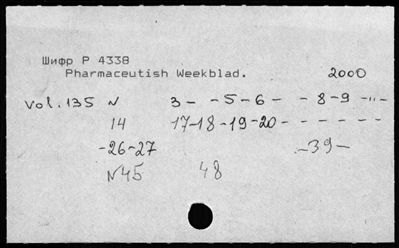 Шифр Р 4338
Pharmaceutish Weekblad. 2000
Vol. 135 N 3 - - 5 - 6 - - 8 - 9 - 11 -
14 17-18-19-20- - - - - -
-26-27 -39-
N45 48